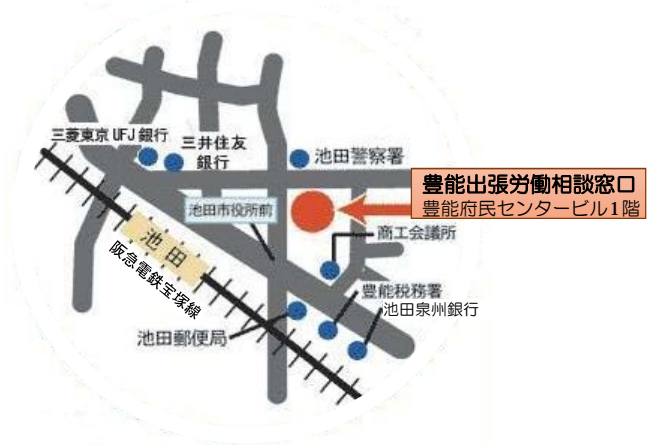 三菱東京UFJ銀行
三井住友
銀行
池田警察署
豊能出張労働相談窓口
豊能府民センタービル1階
池田市役所前
商工会議所
池田
阪急電鉄宝塚線
豊能税務署
池田泉州銀行
池田郵便局